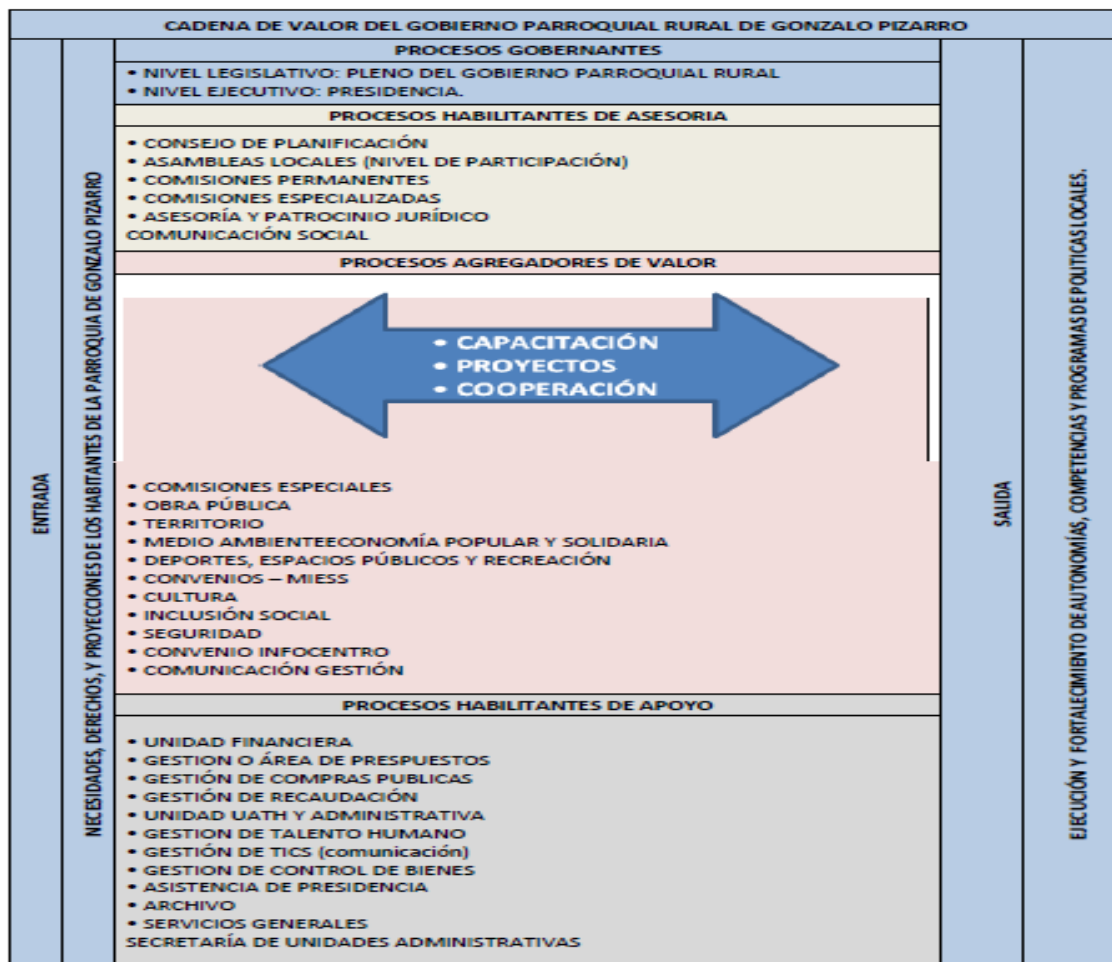 CADENA DE VALOR DEL GOBIERNO PARROQUIAL RURAL DE GONZALO PIZARRO
ENTRADA
NECESIDADES, DERECHOS, Y PROYECCIONES DE LOS HABITANTES DE LA PARROQUIA DE GONZALO PIZARRO
PROCESOS GOBERNANTES
• NIVEL LEGISLATIVO: PLENO DEL GOBIERNO PARROQUIAL RURAL
• NIVEL EJECUTIVO: PRESIDENCIA.
PROCESOS HABILITANTES DE ASESORIA
• CONSEJO DE PLANIFICACIÓN
• ASAMBLEAS LOCALES (NIVEL DE PARTICIPACIÓN)
• COMISIONES PERMANENTES
• COMISIONES ESPECIALIZADAS
• ASESORÍA Y PATROCINIO JURÍDICO
COMUNICACIÓN SOCIAL
PROCESOS AGREGADORES DE VALOR
• CAPACITACIÓN
• PROYECTOS
• COOPERACIÓN
• COMISIONES ESPECIALES
• OBRA PÚBLICA
• TERRITORIO
• MEDIO AMBIENTEECONOMÍA POPULAR Y SOLIDARIA
• DEPORTES, ESPACIOS PÚBLICOS Y RECREACIÓN
• CONVENIOS – MIESS
• CULTURA
• INCLUSIÓN SOCIAL
• SEGURIDAD
• CONVENIO INFOCENTRO
• COMUNICACIÓN GESTIÓN
PROCESOS HABILITANTES DE APOYO
• UNIDAD FINANCIERA
• GESTION O ÁREA DE PRESPUESTOS
• GESTIÓN DE COMPRAS PUBLICAS
• GESTIÓN DE RECAUDACIÓN
• UNIDAD UATH Y ADMINISTRATIVA
• GESTION DE TALENTO HUMANO
• GESTIÓN DE TICS (comunicación)
• GESTION DE CONTROL DE BIENES
• ASISTENCIA DE PRESIDENCIA
• ARCHIVO
• SERVICIOS GENERALES
SECRETARÍA DE UNIDADES ADMINISTRATIVAS
SALIDA
EJECUCIÓN Y FORTALECIMIENTO DE AUTONOMÍAS, COMPETENCIAS Y PROGRAMAS DE POLITICAS LOCALES.